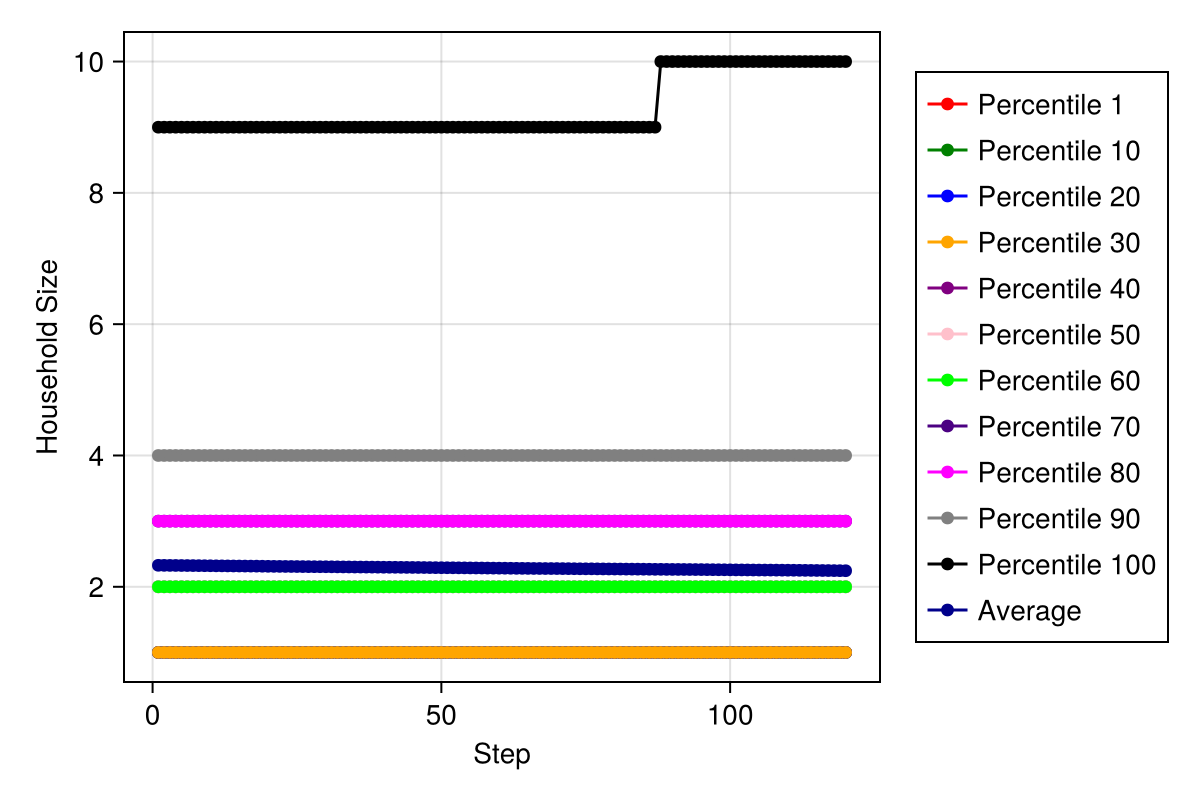 10
8
6
4
2
Household Size
0
50
100
Step
Percentile 1
Percentile 10
Percentile 20
Percentile 30
Percentile 40
Percentile 50
Percentile 60
Percentile 70
Percentile 80
Percentile 90
Percentile 100
Average